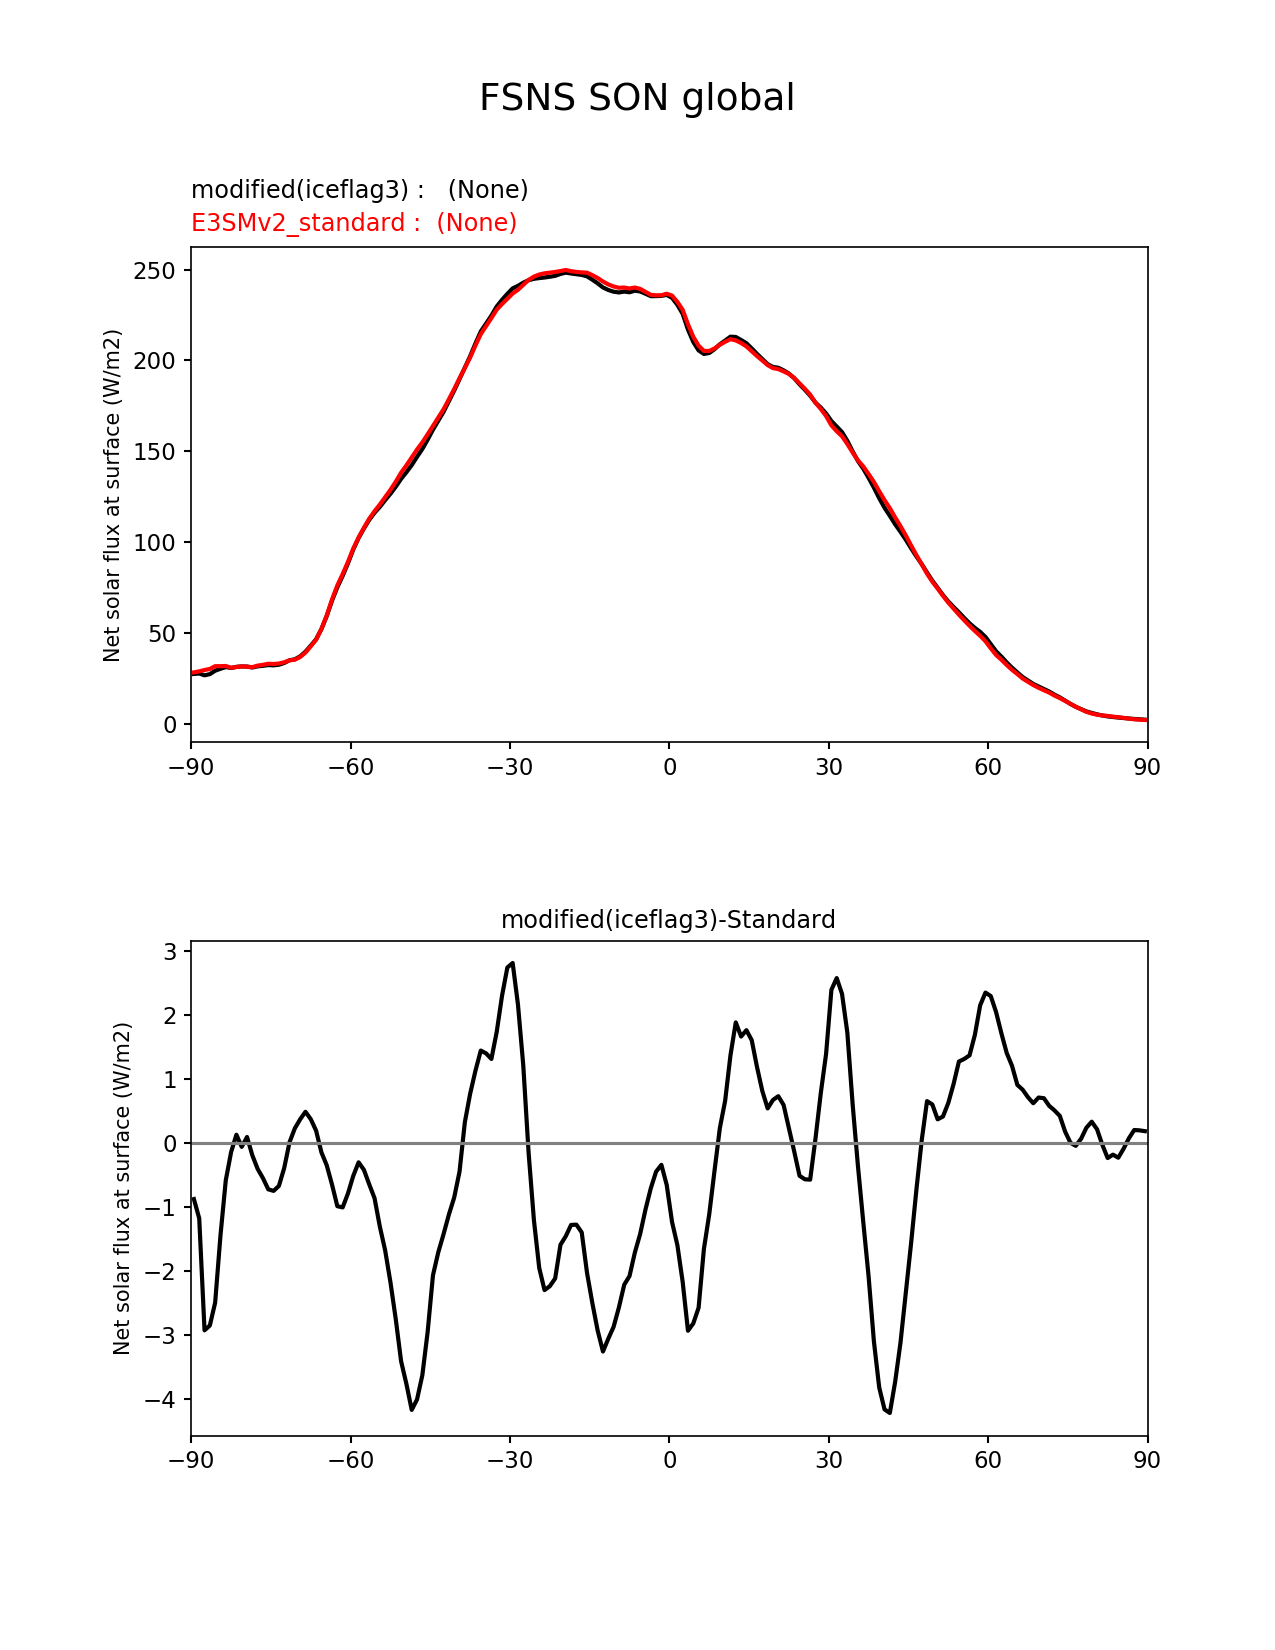 FSNS SON global
modified(iceflag3) :   (None)
E3SMv2_standard :  (None)
Net solar flux at surface (W/m2)
250
200
150
100
50
0
−90 −60 −30 0 30 60 90
modified(iceflag3)-Standard
Net solar flux at surface (W/m2)
3
2
1
0
−1
−2
−3
−4
−90 −60 −30 0 30 60 90